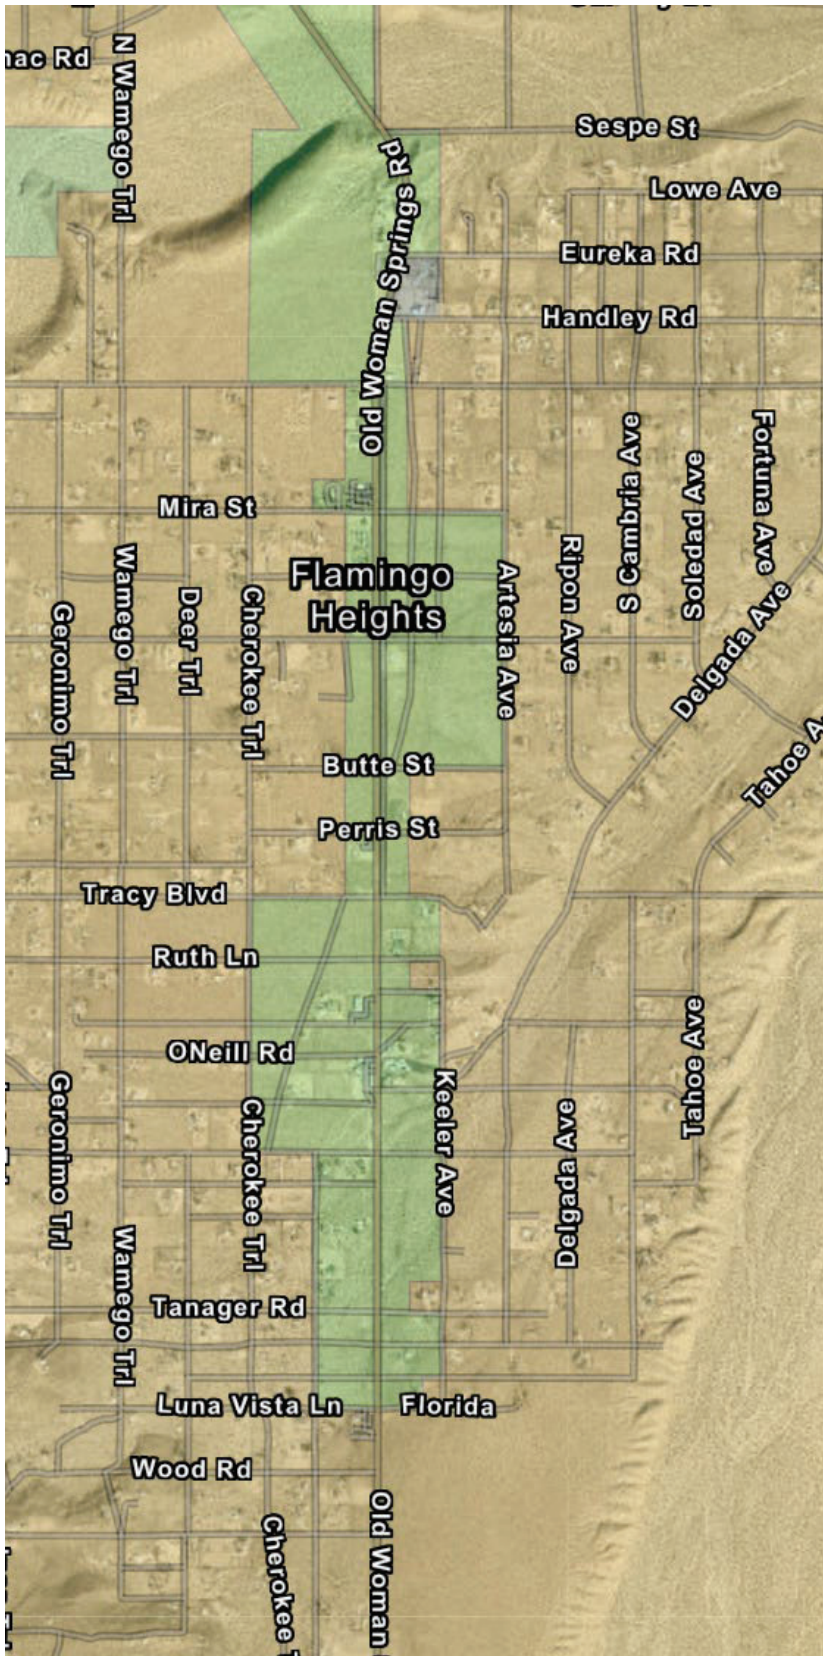 ac Rd
N Wamego Trl
Sespe St
Lowe Ave
Old Woman Springs Rd
Eureka Rd
Handley Rd
Mira St
Flamingo
Heights
Geronimo Trl
Wamego Trl
Deer Trl
Cherokee Trl
Artesia Ave
Ripon Ave
S Cambria Ave
Soledad Ave
Fortuna Ave
Delgada Ave
Tahoe A
Butte St
Perris St
Tracy Blvd
Ruth Ln
ONeill Rd
Geronimo Trl
Cherokee Trl
Keeler Ave
Delgada Ave
Tahoe Ave
Wamego Trl
Tanager Rd
Luna Vista Ln
Florida
Wood Rd
Cherokee T
Old Woman